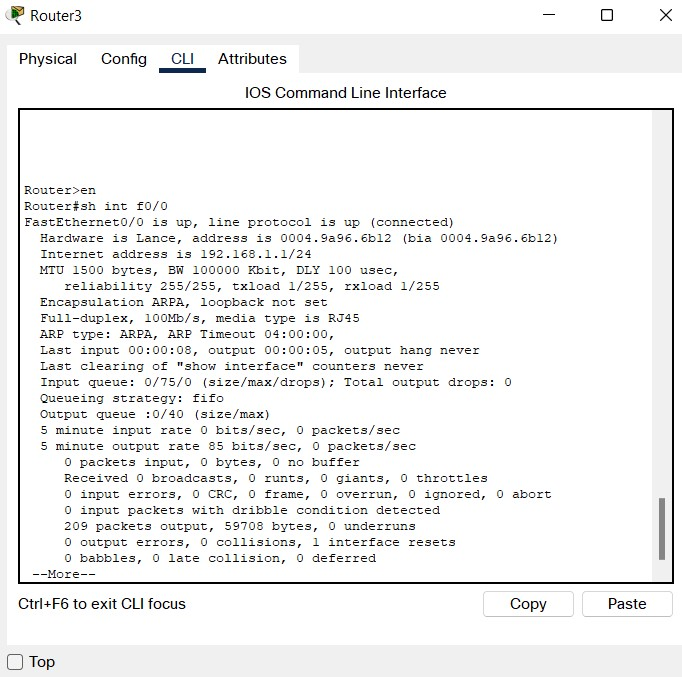 Router3
Physical Config CLI Attributes
IOS Command Line Interface
Router>en
Router#sh int f0/0
FastEthernet0/0 is up, line protocol is up (connected)
Hardware is Lance, address is 0004.9a96.6b12 (bia 0004.9a96.6b12)
Internet address is 192.168.1.1/24
MTU 1500 bytes, BW 100000 Kbit, DLY 100 usec,
reliability 255/255, txload 1/255, rxload 1/255
Encapsulation ARPA, loopback not set
Full-duplex, 100Mb/s, media type is RJ45
ARP type: ARPA, ARP Timeout 04:00:00,
Last input 00:00:08, output 00:00:05, output hang never
Last clearing of "show interface" counters never
Input queue: 0/75/0 (size/max/drops); Total output drops: 0
Queueing strategy: fifo
Output queue :0/40 (size/max)
5 minute input rate 0 bits/sec, 0 packets/sec
5 minute output rate 85 bits/sec, 0 packets/sec
0 packets input, 0 bytes, 0 no buffer
Received 0 broadcasts, 0 runts, 0 giants, 0 throttles
0 input errors, 0 CRC, 0 frame, 0 overrun, 0 ignored, 0 abort
0 input packets with dribble condition detected
209 packets output, 59708 bytes, 0 underruns
0 output errors, 0 collisions, 1 interface resets
0 babbles, 0 late collision, 0 deferred
--More--
Ctrl+F6 to exit CLI focus
Copy Paste
Top